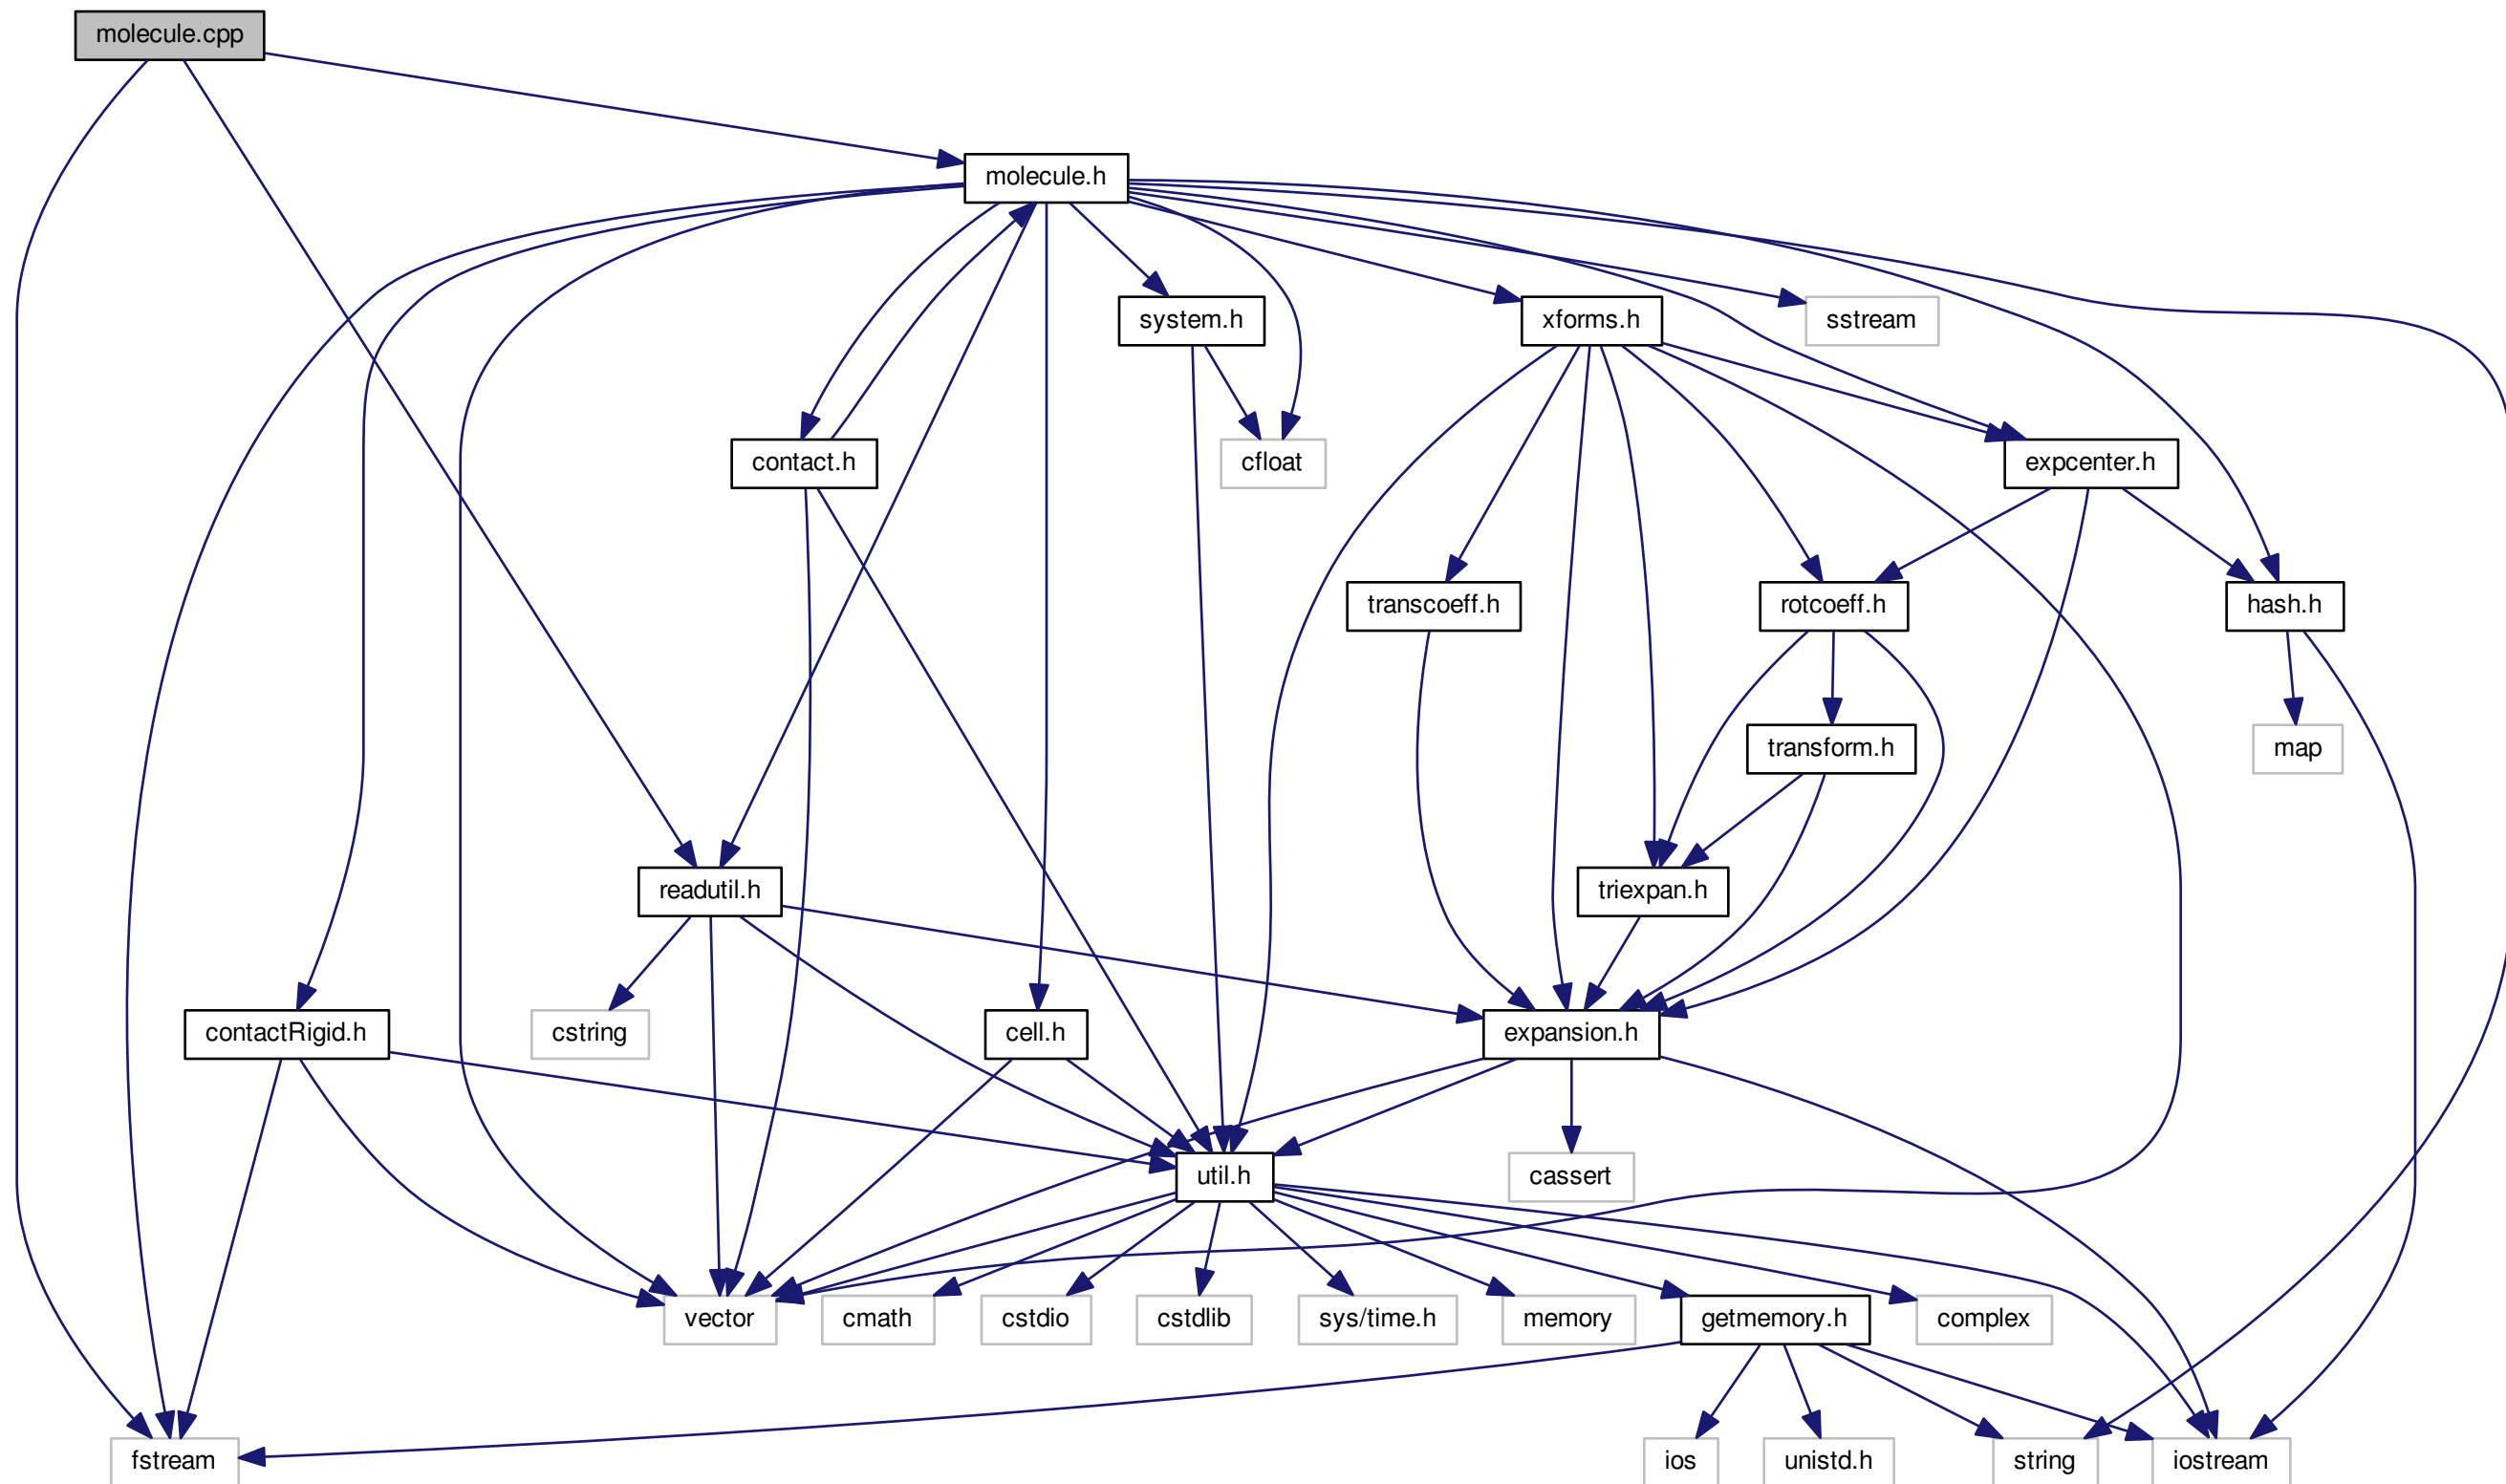 molecule.cpp
molecule.h
system.h
xforms.h
sstream
contact.h
cfloat
expcenter.h
transcoeff.h
rotcoeff.h
hash.h
transform.h
map
readutil.h
triexpan.h
contactRigid.h
cstring
cell.h
expansion.h
util.h
cassert
vector
cmath
cstdio
cstdlib
sys/time.h
memory
getmemory.h
complex
fstream
ios
unistd.h
string
iostream